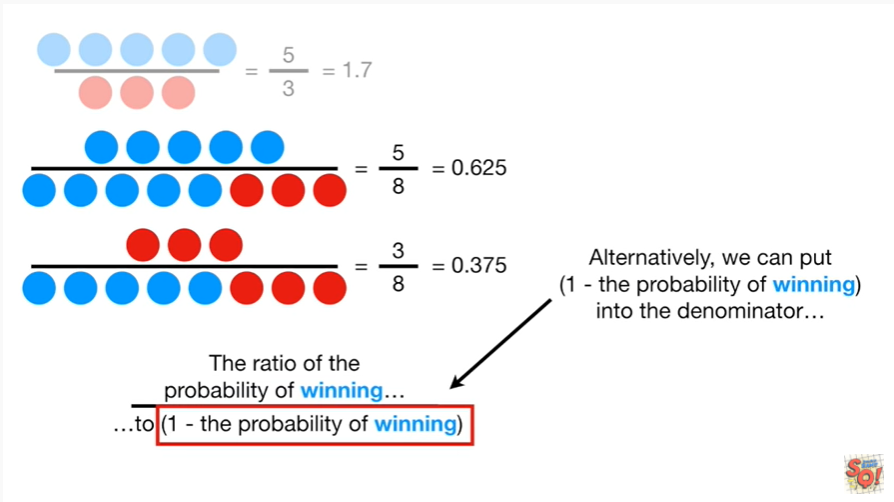 = 5/3 = 1.7
= 5/8 = 0.625
= 3/8 = 0.375
Alternatively, we can put
(1 - the probability of winning)
into the denominator…
The ratio of the
probability of winning…
…to (1 - the probability of winning)
SQ!